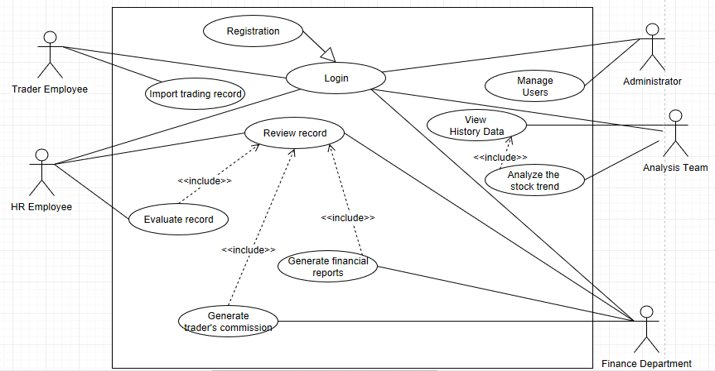 Registration
Trader Employee
Login
Administrator
Import trading record
Manage
Users
View
History Data
Review record
<<include>>
Analysis Team
Analyze the
stock trend
<<include>>
HR Employee
Evaluate record
<<include>>
<<include>>
Generate financial
reports
Generate
trader's commission
Finance Department